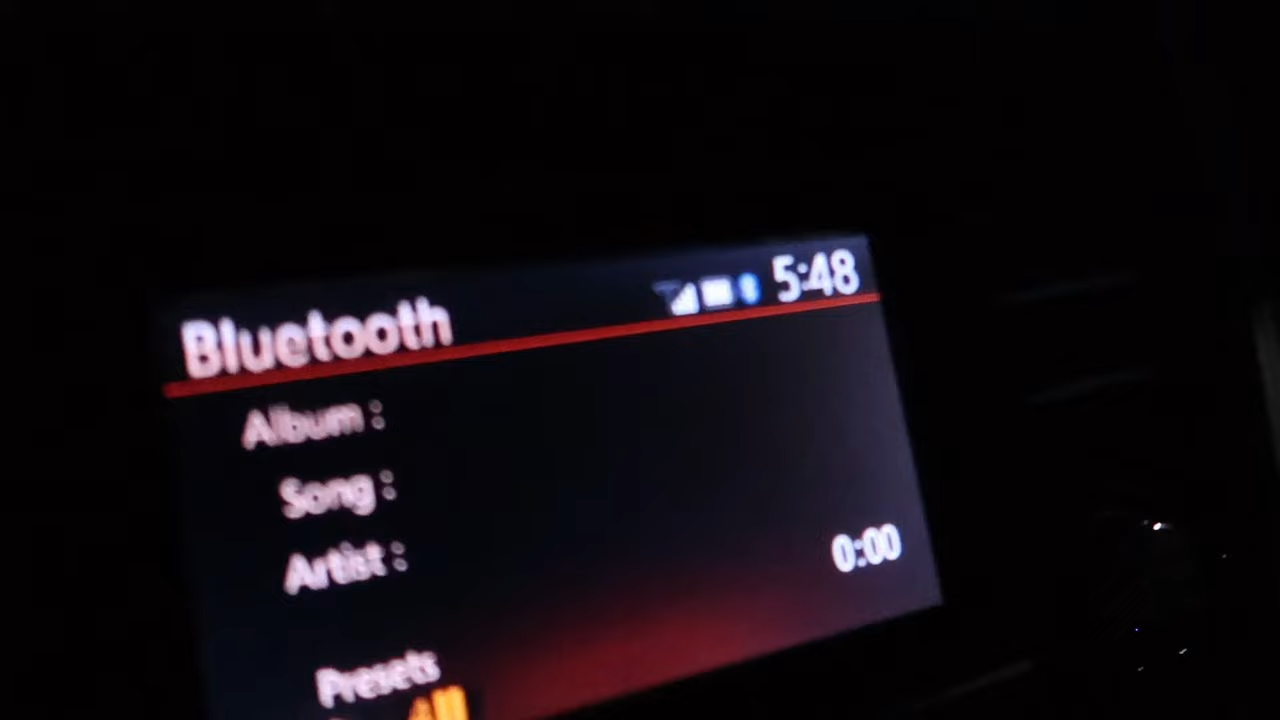 Bluetooth 5:48
Album :
Song :
Artist : 0:00
Presets